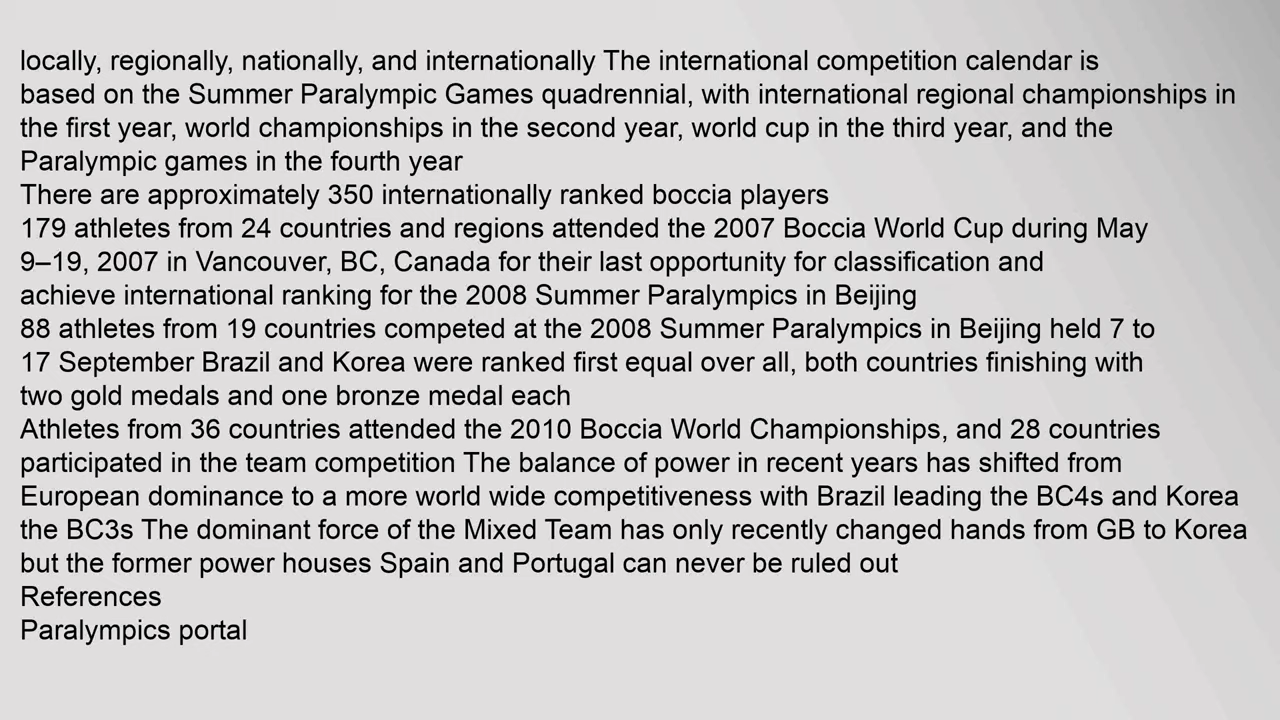 locally, regionally, nationally, and internationally The international competition calendar is
based on the Summer Paralympic Games quadrennial, with international regional championships in
the first year, world championships in the second year, world cup in the third year, and the
Paralympic games in the fourth year
There are approximately 350 internationally ranked boccia players
179 athletes from 24 countries and regions attended the 2007 Boccia World Cup during May
9–19, 2007 in Vancouver, BC, Canada for their last opportunity for classification and
achieve international ranking for the 2008 Summer Paralympics in Beijing
88 athletes from 19 countries competed at the 2008 Summer Paralympics in Beijing held 7 to
17 September Brazil and Korea were ranked first equal over all, both countries finishing with
two gold medals and one bronze medal each
Athletes from 36 countries attended the 2010 Boccia World Championships, and 28 countries
participated in the team competition The balance of power in recent years has shifted from
European dominance to a more world wide competitiveness with Brazil leading the BC4s and Korea
the BC3s The dominant force of the Mixed Team has only recently changed hands from GB to Korea
but the former power houses Spain and Portugal can never be ruled out
References
Paralympics portal